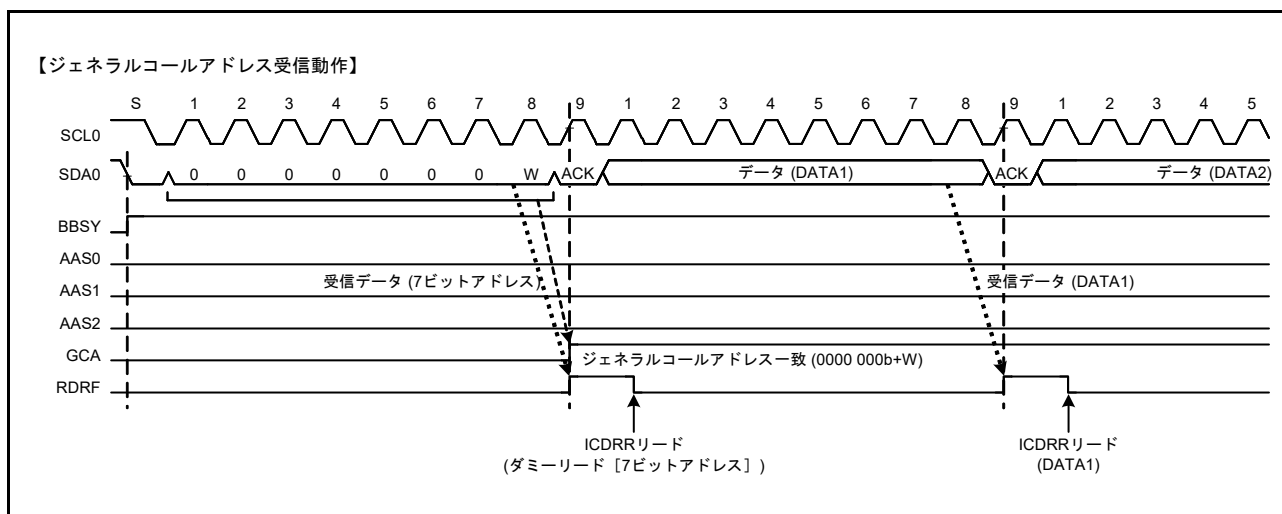 【ジェネラルコールアドレス受信動作】
S 1 2 3 4 5 6 7 8 9 1 2 3 4 5 6 7 8 9 1 2 3 4 5
SCL0
SDA0 0 0 0 0 0 0 0 W ACK データ (DATA1) ACK データ (DATA2)
BBSY
AAS0
受信データ (7ビットアドレス) 受信データ (DATA1)
AAS1
AAS2
GCA ジェネラルコールアドレス一致 (0000 000b+W)
RDRF
ICDRRリード
(ダミーリード［7ビットアドレス］)
ICDRRリード
(DATA1)